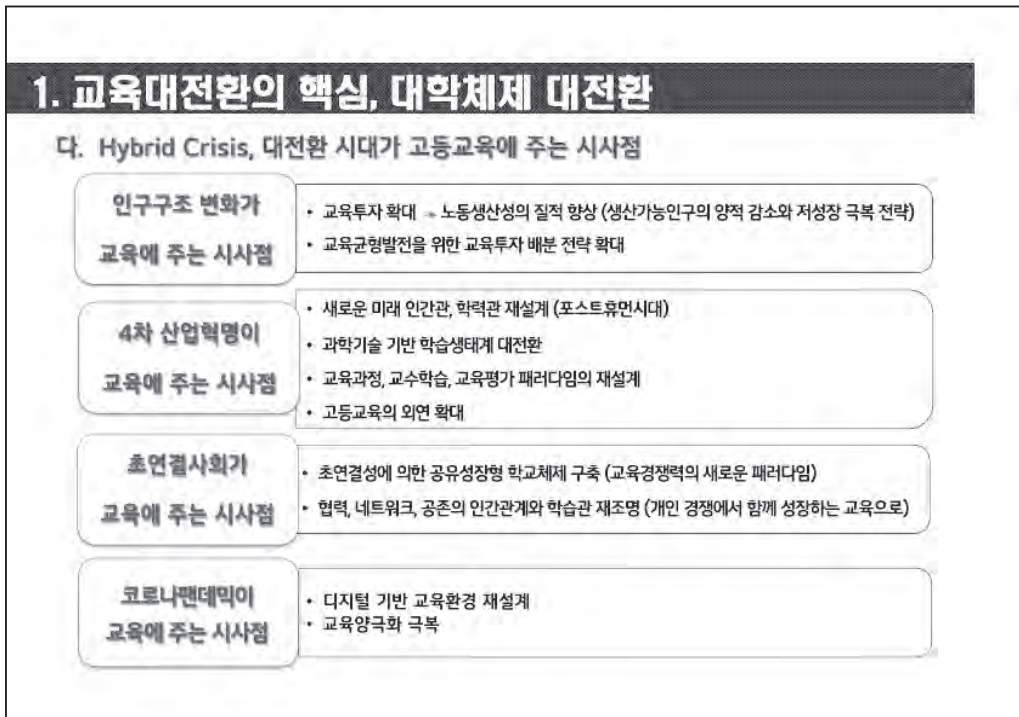 1. 교육대전환의 핵심, 대학체제 대전환
다. Hybrid Crisis, 대전환 시대가 고등교육에 주는 시사점
인구구조 변화가
교육에 주는 시사점
• 교육투자 확대 → 노동생산성의 질적 향상 (생산가능인구의 양적 감소와 저성장 극복 전략)
• 교육균형발전을 위한 교육투자 배분 전략 확대
4차 산업혁명이
교육에 주는 시사점
• 새로운 미래 인간관, 학력관 재설계 (포스트휴먼시대)
• 과학기술 기반 학습생태계 대전환
• 교육과정, 교수학습, 교육평가 패러다임의 재설계
• 고등교육의 외연 확대
초연결사회가
교육에 주는 시사점
• 초연결성에 의한 공유성장형 학교체제 구축 (교육경쟁력의 새로운 패러다임)
• 협력, 네트워크, 공존의 인간관계와 학습관 재조명 (개인 경쟁에서 함께 성장하는 교육으로)
코로나팬데믹이
교육에 주는 시사점
• 디지털 기반 교육환경 재설계
• 교육양극화 극복